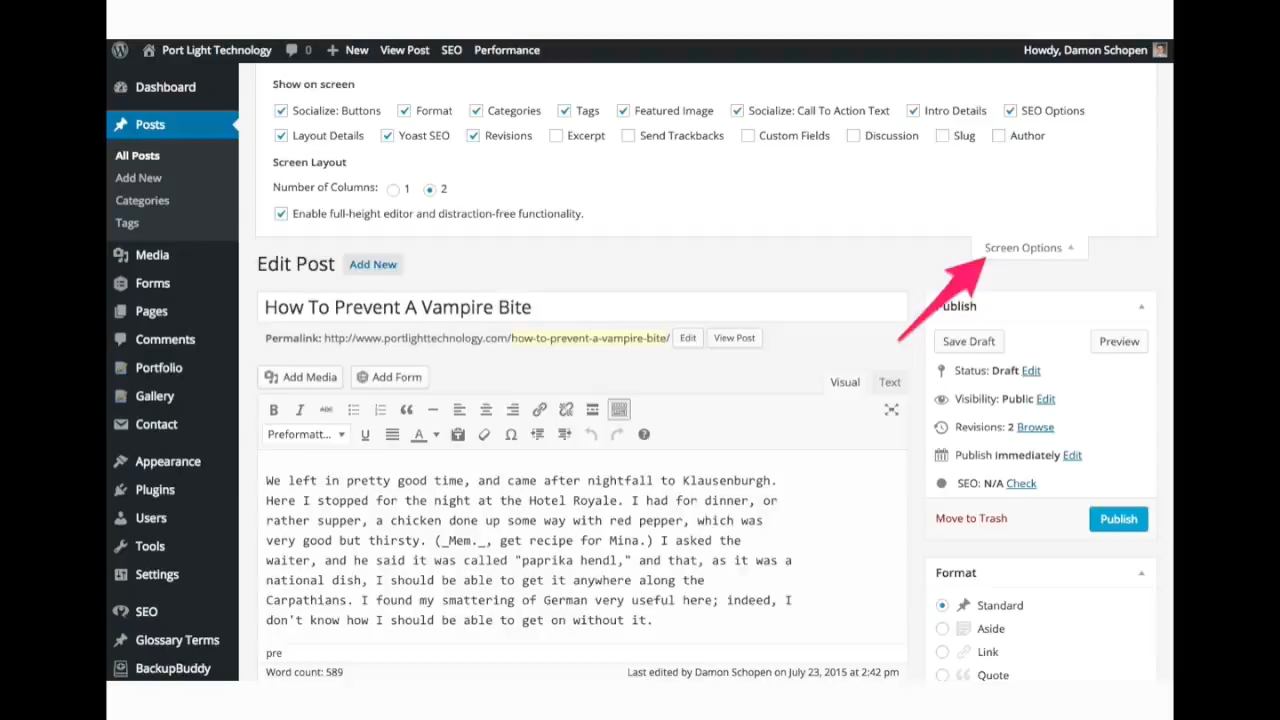 Port Light Technology 0 New View Post SEO Performance Howdy, Damon Schopen
Dashboard
Posts
All Posts
Add New
Categories
Tags
Media
Forms
Pages
Comments
Portfolio
Gallery
Contact
Appearance
Plugins
Users
Tools
Settings
SEO
Glossary Terms
BackupBuddy
Show on screen
Socialize: Buttons Format Categories Tags Featured Image Socialize: Call To Action Text Intro Details SEO Options
Layout Details Yoast SEO Revisions Excerpt Send Trackbacks Custom Fields Discussion Slug Author
Screen Layout
Number of Columns: 1 2
Enable full-height editor and distraction-free functionality.
Screen Options
Edit Post Add New
How To Prevent A Vampire Bite
Permalink: http://www.portlighttechnology.com/how-to-prevent-a-vampire-bite/ Edit View Post
Add Media Add Form
Visual Text
B I ABC
Preformatt... U A Ω
We left in pretty good time, and came after nightfall to Klausenburgh.
Here I stopped for the night at the Hotel Royale. I had for dinner, or
rather supper, a chicken done up some way with red pepper, which was
very good but thirsty. (_Mem._, get recipe for Mina.) I asked the
waiter, and he said it was called "paprika hendl," and that, as it was a
national dish, I should be able to get it anywhere along the
Carpathians. I found my smattering of German very useful here; indeed, I
don't know how I should be able to get on without it.
pre
Word count: 589 Last edited by Damon Schopen on July 23, 2015 at 2:42 pm
Publish
Save Draft Preview
Status: Draft Edit
Visibility: Public Edit
Revisions: 2 Browse
Publish immediately Edit
SEO: N/A Check
Move to Trash Publish
Format
Standard
Aside
Link
Quote